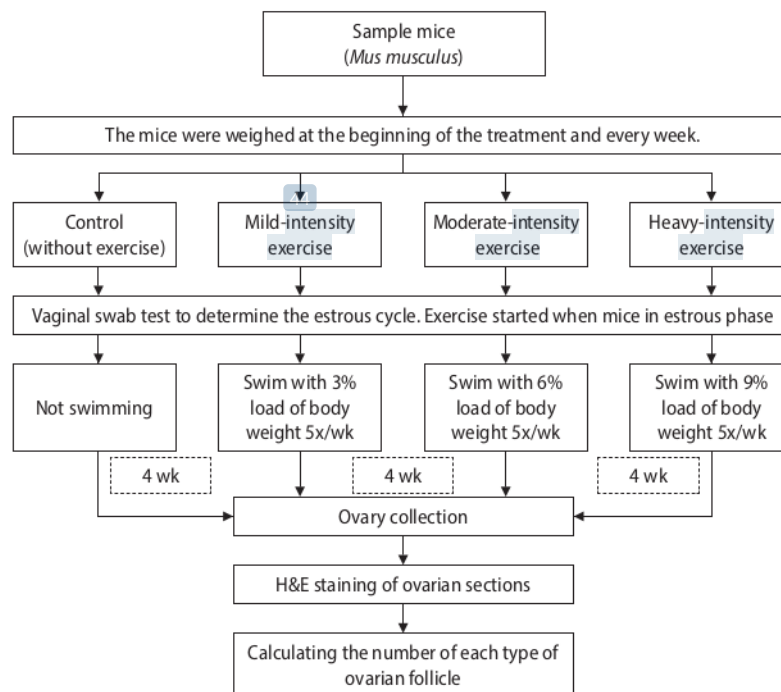 Sample mice
(Mus musculus)
The mice were weighed at the beginning of the treatment and every week.
44
Control
(without exercise)
Mild-intensity
exercise
Moderate-intensity
exercise
Heavy-intensity
exercise
Vaginal swab test to determine the estrous cycle. Exercise started when mice in estrous phase
Not swimming
Swim with 3%
load of body
weight 5x/wk
Swim with 6%
load of body
weight 5x/wk
Swim with 9%
load of body
weight 5x/wk
4 wk
4 wk
4 wk
Ovary collection
H&E staining of ovarian sections
Calculating the number of each type of
ovarian follicle